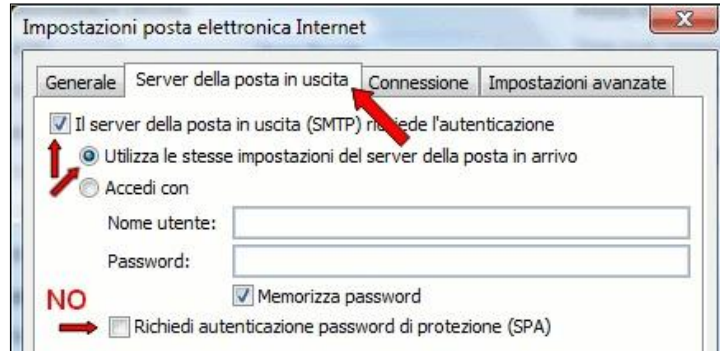 Impostazioni posta elettronica Internet
Generale Server della posta in uscita Connessione Impostazioni avanzate
Il server della posta in uscita (SMTP) richiede l'autenticazione
Utilizza le stesse impostazioni del server della posta in arrivo
Accedi con
Nome utente:
Password:
Memorizza password
NO
Richiedi autenticazione password di protezione (SPA)